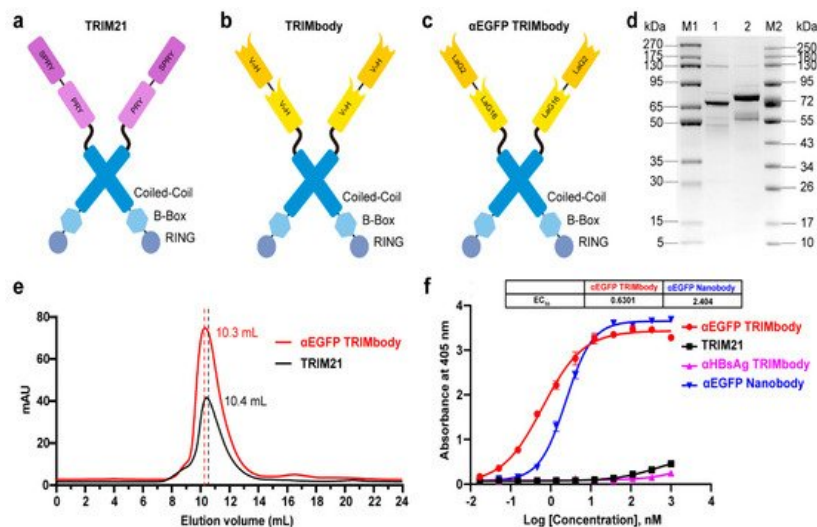 a
TRIM21
SPRY
SPRY
PRY
PRY
Coiled-Coil
B-Box
RING
b
TRIMbody
VHH
VHH
VHH
VHH
Coiled-Coil
B-Box
RING
c
αEGFP TRIMbody
LaG2
LaG2
LaG16
LaG16
Coiled-Coil
B-Box
RING
d
kDa M1 1 2 M2 kDa
270
175
130
95
65
50
35
30
15
5
250
180
130
95
72
55
43
34
26
17
10
e
mAU
80
60
40
20
0
10.3 mL
10.4 mL
αEGFP TRIMbody
TRIM21
0 2 4 6 8 10 12 14 16 18 20 22 24
Elution volume (mL)
f
αEGFP TRIMbody αEGFP Nanobody
EC50 0.6301 2.404
Absorbance at 405 nm
4
3
2
1
0
αEGFP TRIMbody
TRIM21
αHBsAg TRIMbody
αEGFP Nanobody
-2 -1 0 1 2 3 4
Log [Concentration], nM